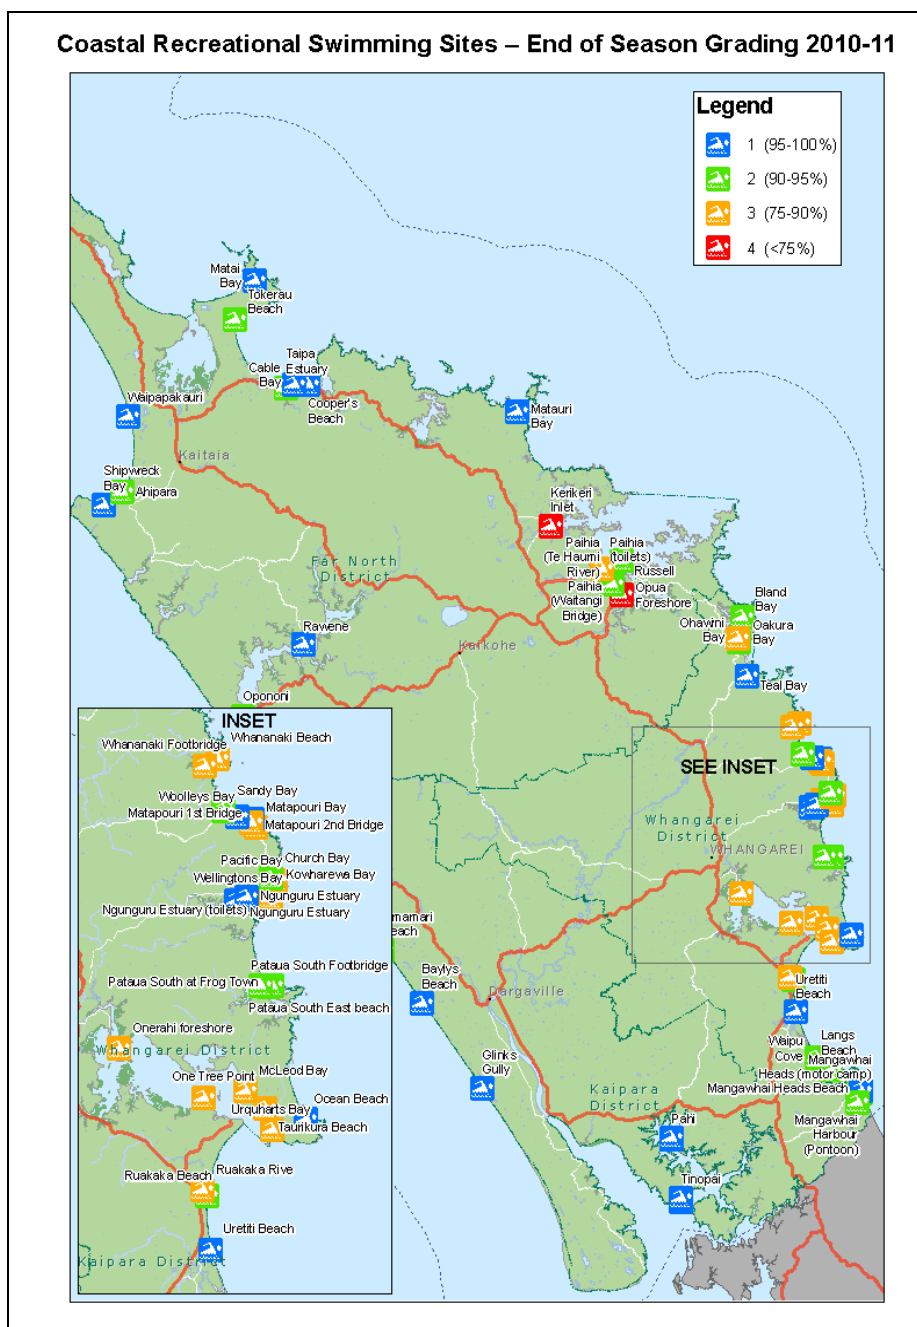 Coastal Recreational Swimming Sites – End of Season Grading 2010-11
Legend
1 (95-100%)
2 (90-95%)
3 (75-90%)
4 (<75%)
Matai
Bay
Tokerau
Beach
Cable
Bay
Taipa
Estuary
Cooper's
Beach
Waipapakauri
Matauri
Bay
Kaitaia
Shipwreck
Bay
Ahipara
Kerikeri
Inlet
Paihia
(Te Haumi
River)
Paihia
(toilets)
Russell
Far North
District
Paihia
(Waitangi
Bridge)
Opua
Foreshore
Bland
Bay
Ohawini
Bay
Oakura
Bay
Rawene
Kaikohe
Teal Bay
Opononi
INSET
Whananaki Beach
Whananaki Footbridge
SEE INSET
Sandy Bay
Woolleys Bay
Matapouri Bay
Matapouri 1st Bridge
Matapouri 2nd Bridge
Whangarei
District
WHANGAREI
Pacific Bay
Church Bay
Wellingtons Bay
Kowharewa Bay
Ngunguru Estuary
Ngunguru Estuary (toilets)
Ngunguru Estuary
mamari
each
Baylys
Beach
Dargaville
Pataua South Footbridge
Pataua South at Frog Town
Pataua South East beach
Uretiti
Beach
Onerahi foreshore
Whangarei District
Waipu
Cove
Langs
Beach
Mangawhai
Heads (motor camp)
Mangawhai Heads Beach
Glinks
Gully
Kaipara
District
One Tree Point
McLeod Bay
Urquharts Bay
Ocean Beach
Taurikura Beach
Pahi
Mangawhai
Harbour
(Pontoon)
Ruakaka Beach
Ruakaka Rive
Tinopai
Uretiti Beach
Kaipara District